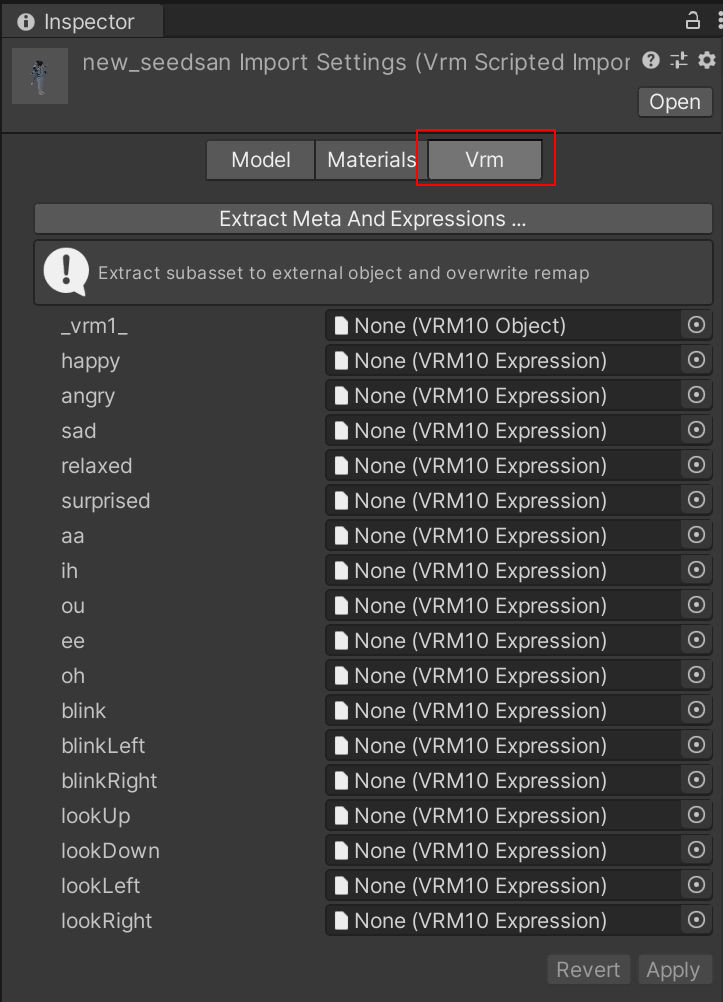 Inspector
new_seedsan Import Settings (Vrm Scripted Impor
Open
Model Materials Vrm
Extract Meta And Expressions ...
Extract subasset to external object and overwrite remap
_vrm1_ None (VRM10 Object)
happy None (VRM10 Expression)
angry None (VRM10 Expression)
sad None (VRM10 Expression)
relaxed None (VRM10 Expression)
surprised None (VRM10 Expression)
aa None (VRM10 Expression)
ih None (VRM10 Expression)
ou None (VRM10 Expression)
ee None (VRM10 Expression)
oh None (VRM10 Expression)
blink None (VRM10 Expression)
blinkLeft None (VRM10 Expression)
blinkRight None (VRM10 Expression)
lookUp None (VRM10 Expression)
lookDown None (VRM10 Expression)
lookLeft None (VRM10 Expression)
lookRight None (VRM10 Expression)
Revert Apply